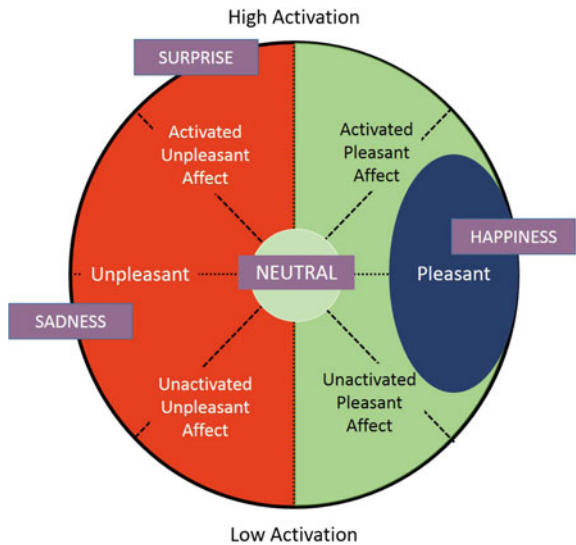 High Activation
SURPRISE
Activated
Unpleasant
Affect
Activated
Pleasant
Affect
HAPPINESS
Unpleasant
NEUTRAL
Pleasant
SADNESS
Unactivated
Unpleasant
Affect
Unactivated
Pleasant
Affect
Low Activation